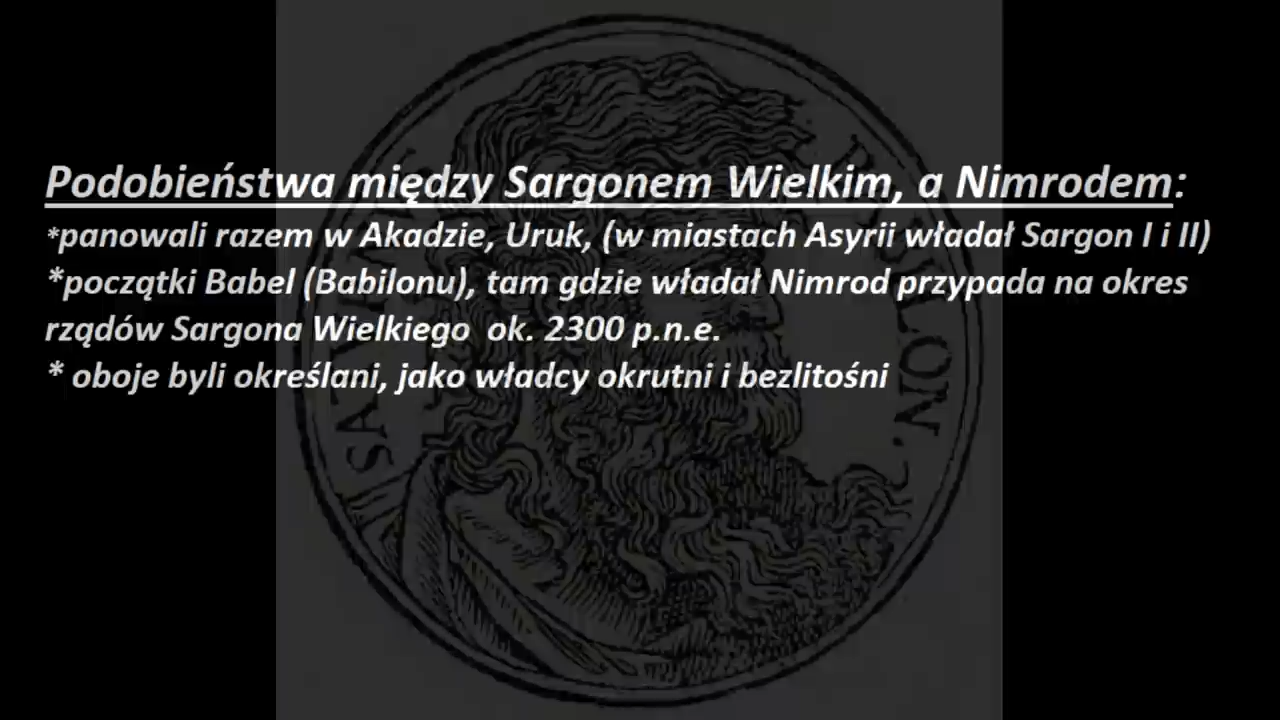 Podobieństwa między Sargonem Wielkim, a Nimrodem:
*panowali razem w Akadzie, Uruk, (w miastach Asyrii władał Sargon I i II)
*początki Babel (Babilonu), tam gdzie władał Nimrod przypada na okres
rządów Sargona Wielkiego ok. 2300 p.n.e.
* oboje byli określani, jako władcy okrutni i bezlitośni